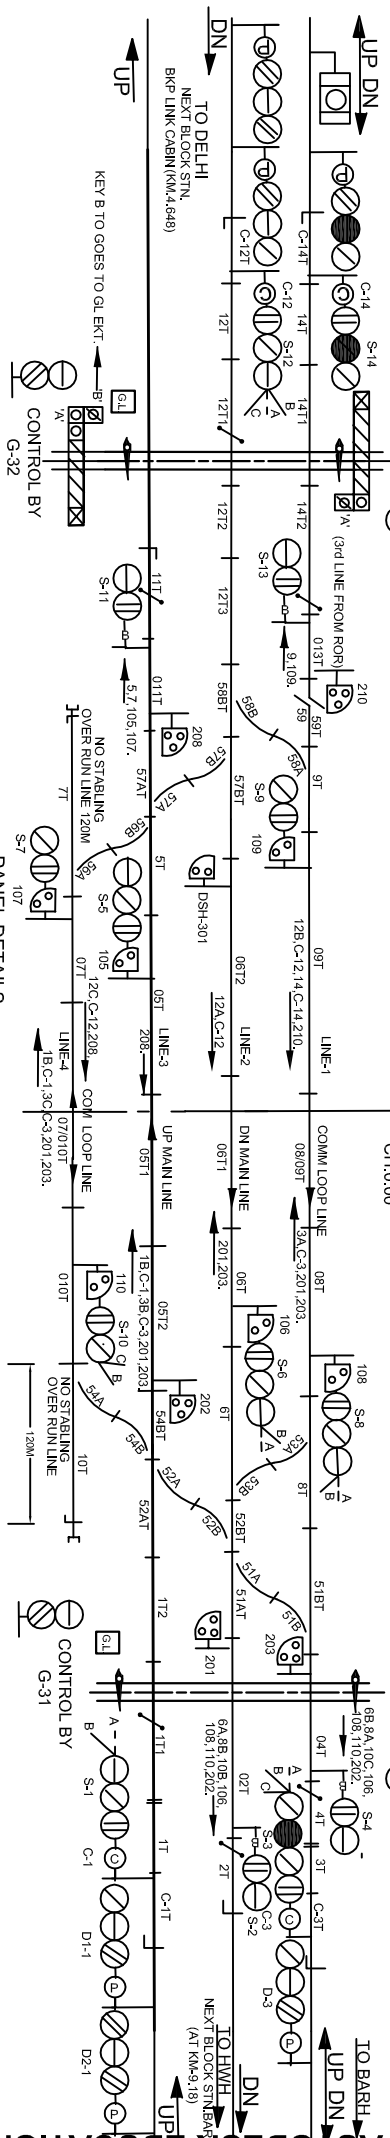 UP DN
DN
UP
TO DELHI
NEXT BLOCK STN.
BKP LINK CABIN(KM.4.648)
KEY B TO GOES TO GL EKT.
'B'
'A'
G.L
CONTROL BY
G-32
C-14T
C-14
14T
S-14
14T1
'A'
C-12T
C-12
12T
S-12
B
A
C
12T1
14T2
(3rd LINE FROM ROR)
S-13
B
013T
9,109.
210
59
59T
12T2
12T3
58BT
58B
58A
S-11
11T
B
011T
5,7,105,107.
208
57AT
57A
57B
57BT
9T
S-9
109
09T
12B,C-12,14,C-14,210.
LINE-1
NO STABLING
OVER RUN LINE 120M
7T
56B
56A
5T
S-5
105
05T
DSH-301
06T2
12A,C-12
LINE-2
S-7
107
07T
12C,C-12,208,
LINE-4
1B,C-1,3C,C-3,201,203.
208.
LINE-3
PANEL DETAILS
CH:0.00
COMM LOOP LINE
08/09T
08T
3A,C-3,201,203.
DN MAIN LINE
06T1
06T
201,203.
UP MAIN LINE
05T1
05T2
1B,C-1,3B,C-3,201,203
COM LOOP LINE
07/010T
010T
110
S-10
C/
B
106
S-6
B
A
6T
108
S-8
A
B
8T
53A
53B
202
54BT
54A
54B
NO STABLING
OVER RUN LINE
120M
10T
52A
52B
52AT
52BT
51A
51B
51AT
51BT
1T2
201
203
G.L
CONTROL BY
G-31
6B,8A,10C,106,
108,110,202.
04T
B
S-4
A
B
C
4T
S-3
3T
C-3
C-3T
D-3
P
6A,8B,10B,106,
108,110,202.
02T
B
2T
S-2
A
B
1T1
S-1
1T
C-1
C-1T
D1-1
P
D2-1
P
TO BARH
UP DN
TO HWH
DN
NEXT BLOCK STN.BAR
(AT KM-9.18)
UP